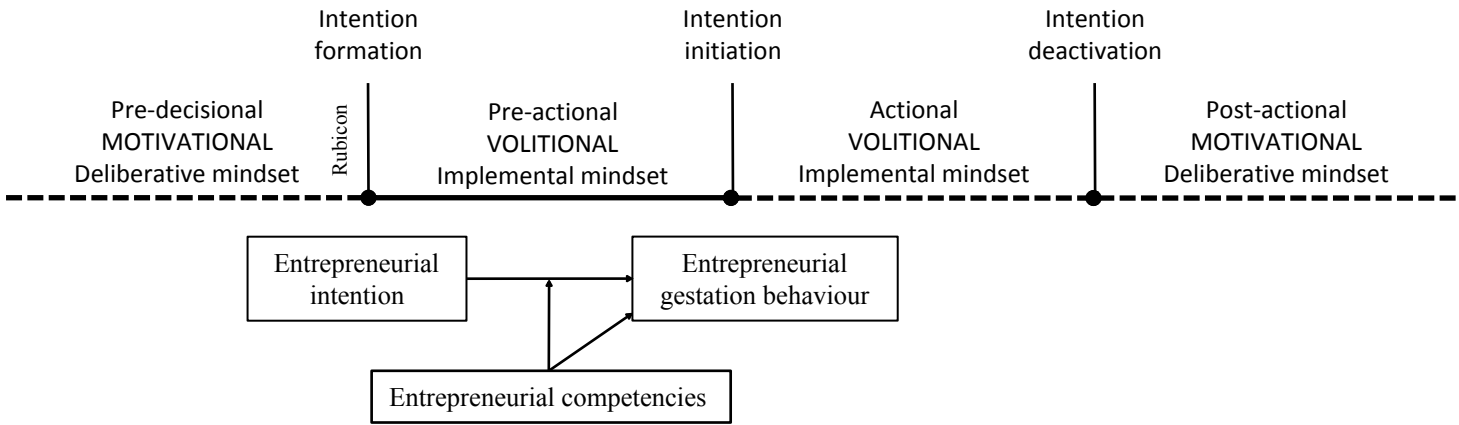 Intention
formation
Intention
initiation
Intention
deactivation
Pre-decisional
MOTIVATIONAL
Deliberative mindset
Rubicon
Pre-actional
VOLITIONAL
Implemental mindset
Actional
VOLITIONAL
Implemental mindset
Post-actional
MOTIVATIONAL
Deliberative mindset
Entrepreneurial
intention
Entrepreneurial
gestation behaviour
Entrepreneurial competencies